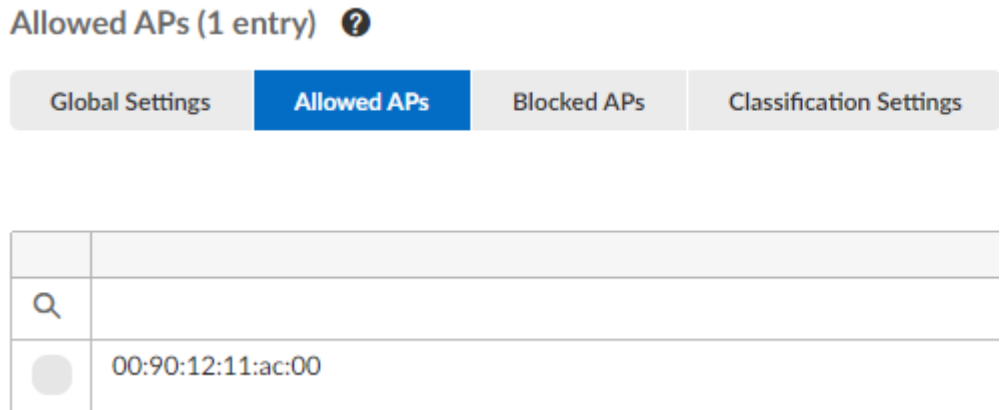 Allowed APs (1 entry) ?
Global Settings Allowed APs Blocked APs Classification Settings
00:90:12:11:ac:00